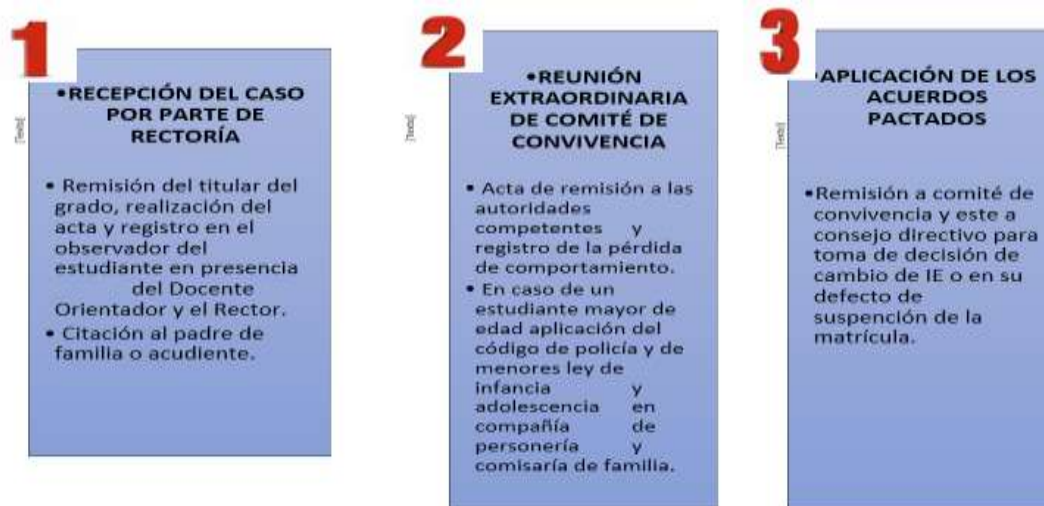 1
•RECEPCIÓN DEL CASO
POR PARTE DE
RECTORÍA
[Texto]
• Remisión del titular del
grado, realización del
acta y registro en el
observador del
estudiante en presencia
del Docente
Orientador y el Rector.
• Citación al padre de
familia o acudiente.
2
•REUNIÓN
EXTRAORDINARIA
DE COMITÉ DE
CONVIVENCIA
[Texto]
• Acta de remisión a las
autoridades
competentes y
registro de la pérdida
de comportamiento.
• En caso de un
estudiante mayor de
edad aplicación del
código de policía y de
menores ley de
infancia y
adolescencia en
compañía de
personería y
comisaría de familia.
3
•APLICACIÓN DE LOS
ACUERDOS
PACTADOS
[Texto]
•Remisión a comité de
convivencia y este a
consejo directivo para
toma de decisión de
cambio de IE o en su
defecto de
suspención de la
matrícula.